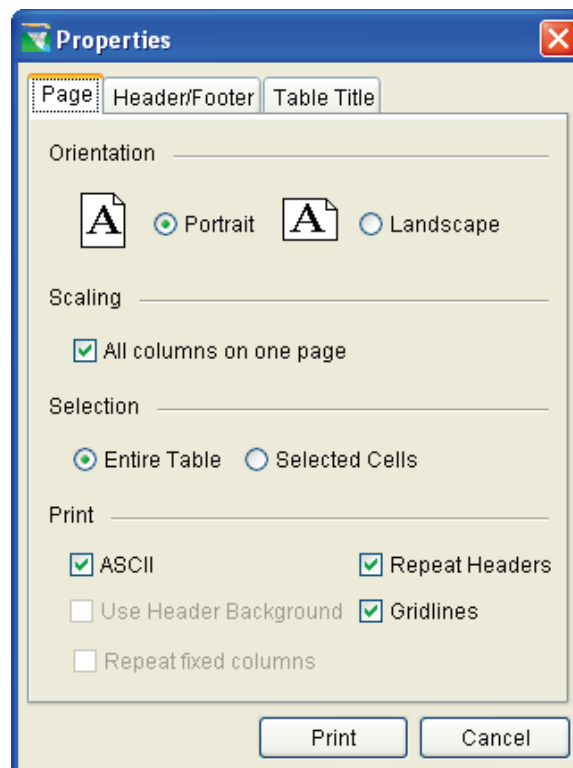 Properties
Page Header/Footer Table Title
Orientation
A Portrait A Landscape
Scaling
All columns on one page
Selection
Entire Table Selected Cells
Print
ASCII Repeat Headers
Use Header Background Gridlines
Repeat fixed columns
Print Cancel